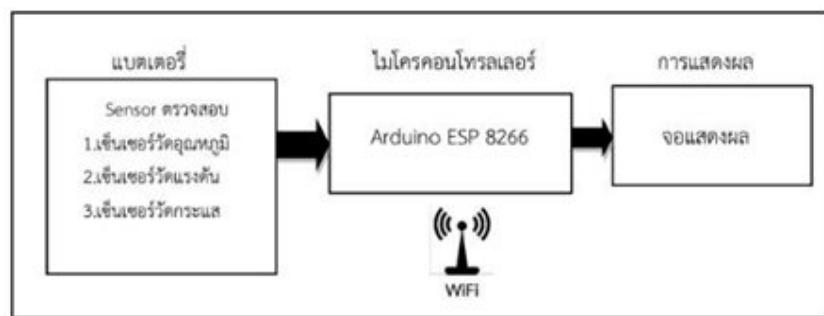 แบตเตอรี่
Sensor ตรวจสอบ
1.เซ็นเซอร์วัดอุณหภูมิ
2.เซ็นเซอร์วัดแรงดัน
3.เซ็นเซอร์วัดกระแส
ไมโครคอนโทรลเลอร์
Arduino ESP 8266
WiFi
การแสดงผล
จอแสดงผล